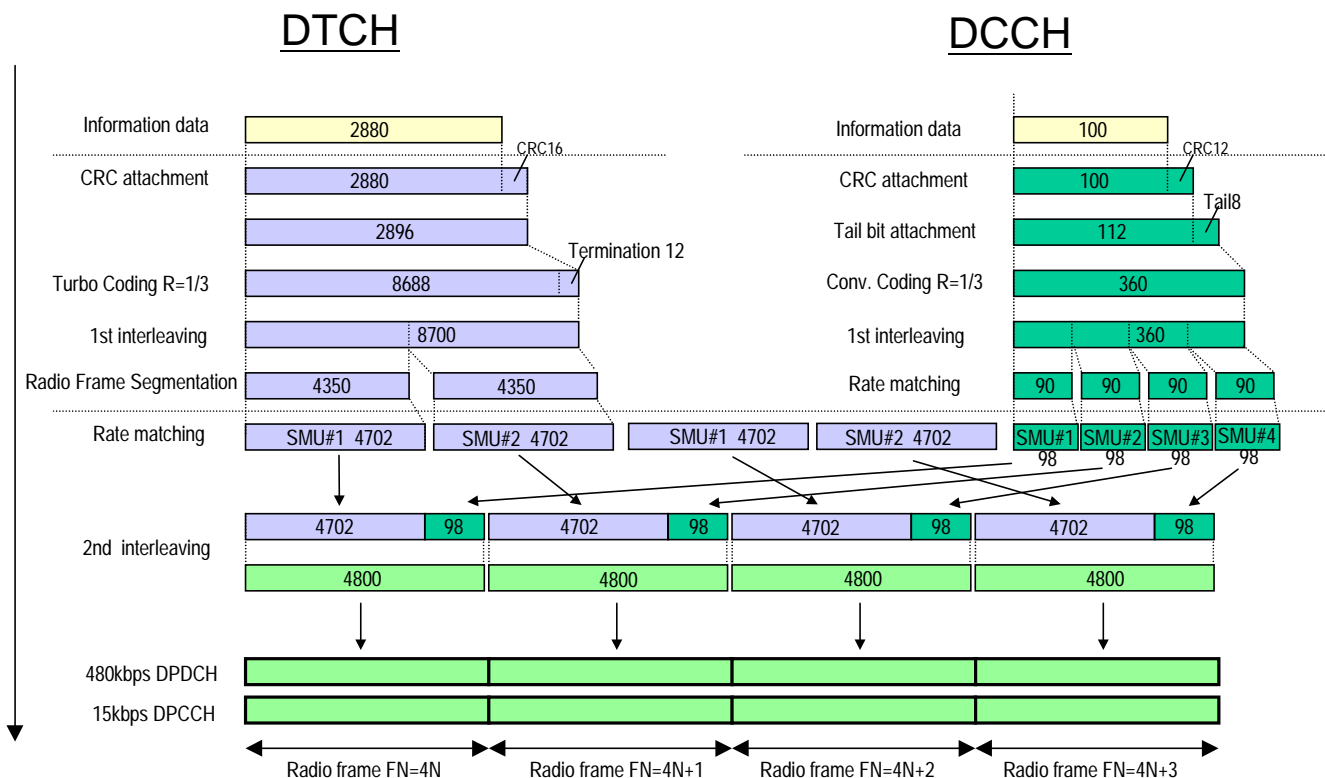 DTCH
DCCH
Information data
2880
Information data
100
CRC16
CRC12
CRC attachment
2880
CRC attachment
100
Tail8
2896
Tail bit attachment
112
Termination 12
Turbo Coding R=1/3
8688
Conv. Coding R=1/3
360
1st interleaving
8700
1st interleaving
360
Radio Frame Segmentation
4350
4350
Rate matching
90
90
90
90
Rate matching
SMU#1 4702
SMU#2 4702
SMU#1 4702
SMU#2 4702
SMU#1
98
SMU#2
98
SMU#3
98
SMU#4
98
2nd interleaving
4702
98
4702
98
4702
98
4702
98
4800
4800
4800
4800
480kbps DPDCH
15kbps DPCCH
Radio frame FN=4N
Radio frame FN=4N+1
Radio frame FN=4N+2
Radio frame FN=4N+3